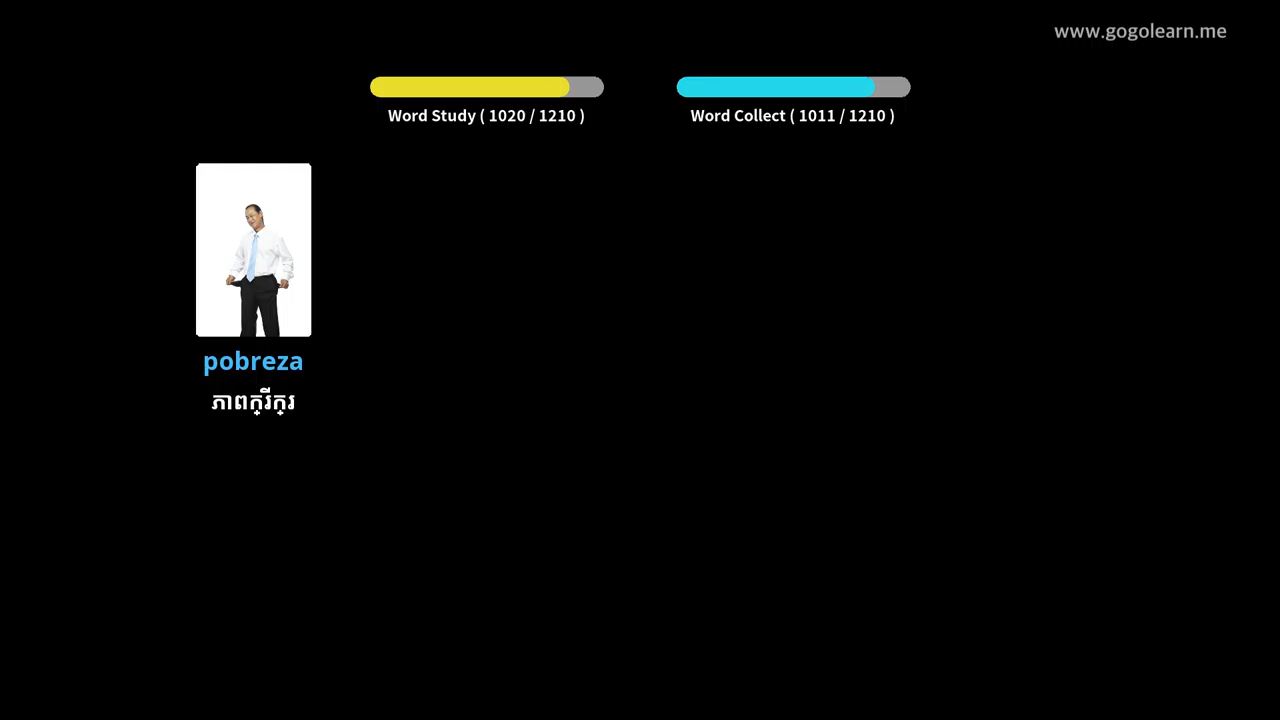 www.gogolearn.me
Word Study ( 1020 / 1210 )
Word Collect ( 1011 / 1210 )
pobreza
ភាពក្រីក្រ